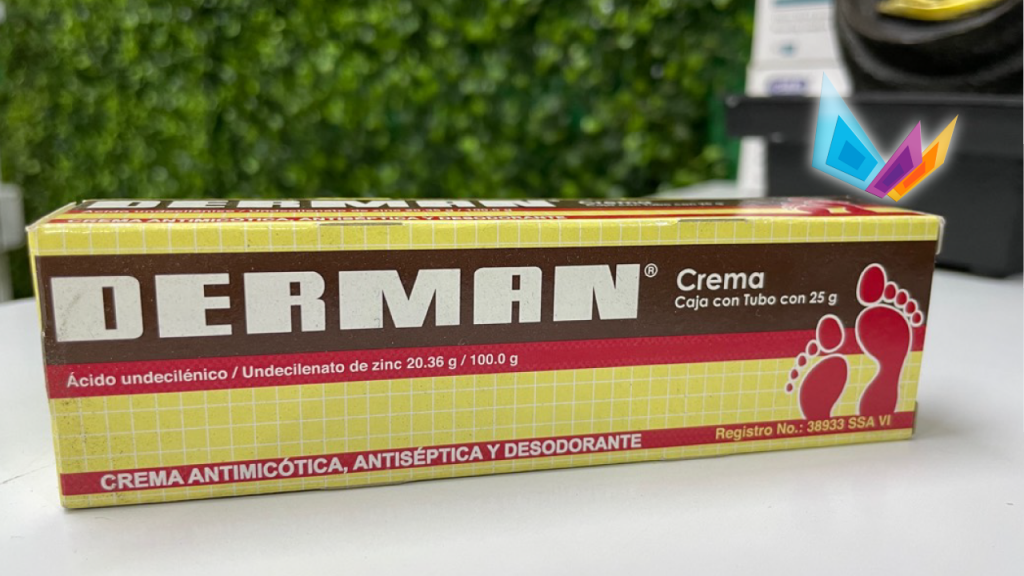 DERMAN®
Crema
Caja con Tubo con 25 g
Ácido undecilénico / Undecilenato de zinc 20.36 g / 100.0 g
CREMA ANTIMICÓTICA, ANTISÉPTICA Y DESODORANTE
Registro No.: 38933 SSA VI